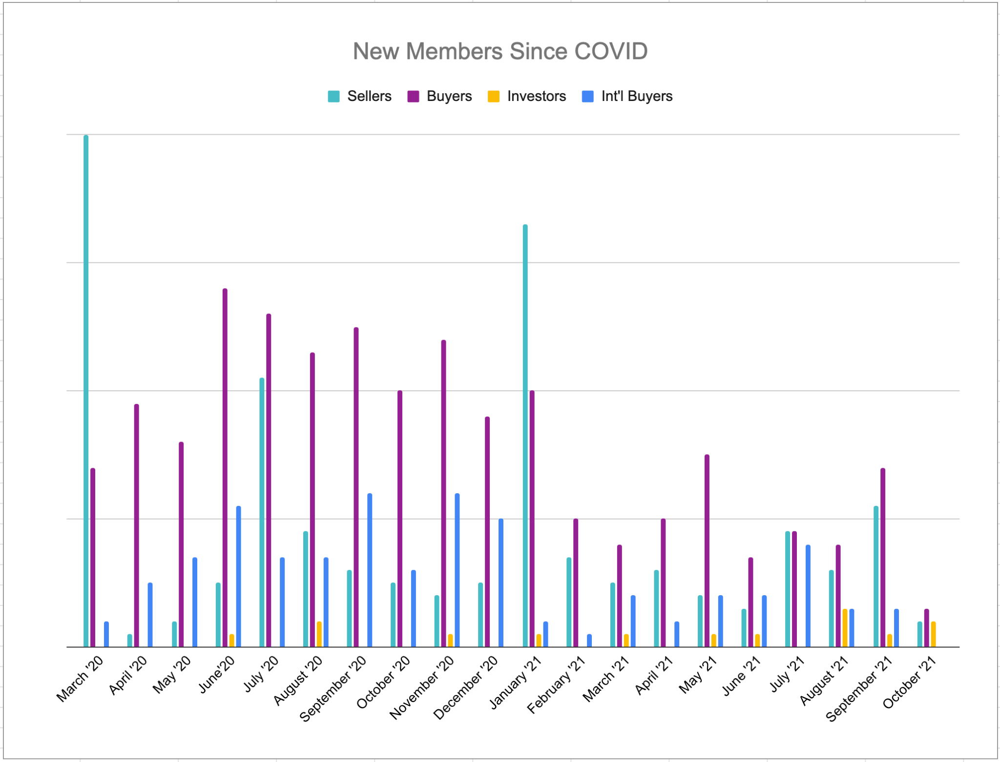 New Members Since COVID
Sellers Buyers Investors Int'l Buyers
March '20
April '20
May '20
June'20
July '20
August '20
September '20
October '20
November '20
December '20
January '21
February '21
March '21
April '21
May '21
June '21
July '21
August '21
September '21
October '21